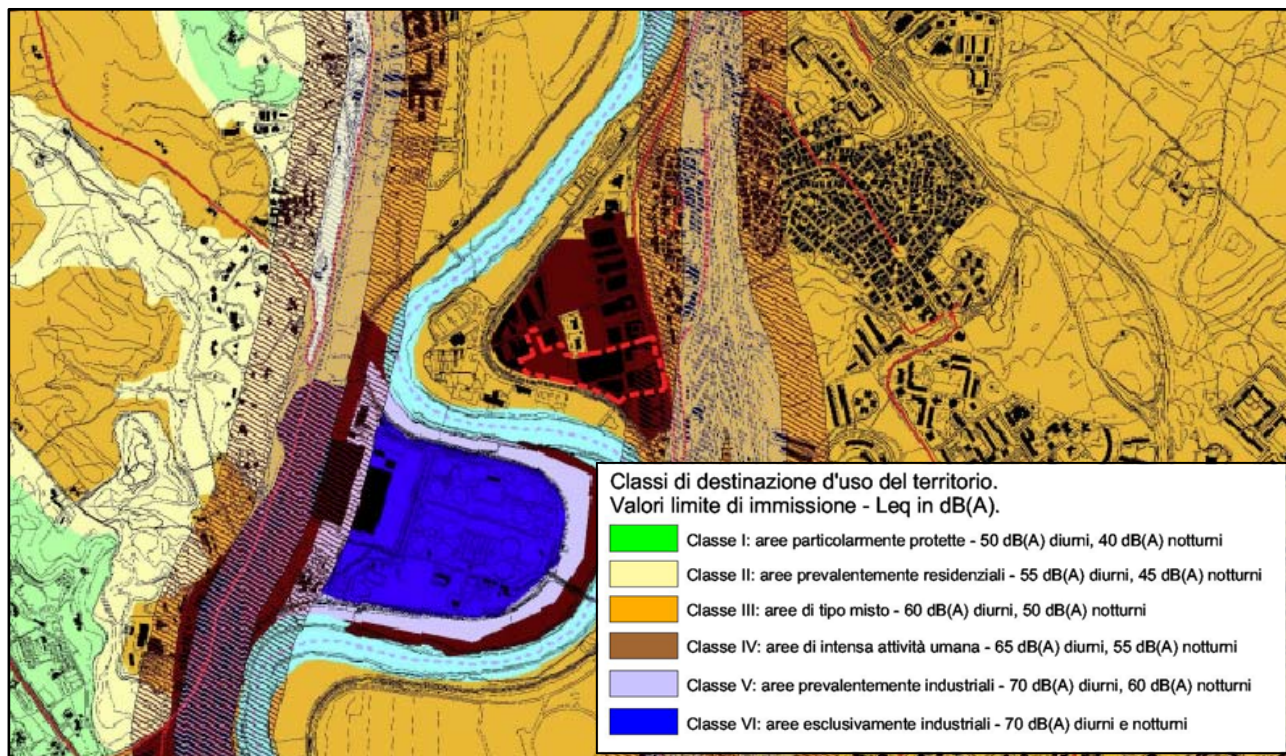 Classi di destinazione d'uso del territorio.
Valori limite di immissione - Leq in dB(A).
Classe I: aree particolarmente protette - 50 dB(A) diurni, 40 dB(A) notturni
Classe II: aree prevalentemente residenziali - 55 dB(A) diurni, 45 dB(A) notturni
Classe III: aree di tipo misto - 60 dB(A) diurni, 50 dB(A) notturni
Classe IV: aree di intensa attività umana - 65 dB(A) diurni, 55 dB(A) notturni
Classe V: aree prevalentemente industriali - 70 dB(A) diurni, 60 dB(A) notturni
Classe VI: aree esclusivamente industriali - 70 dB(A) diurni e notturni